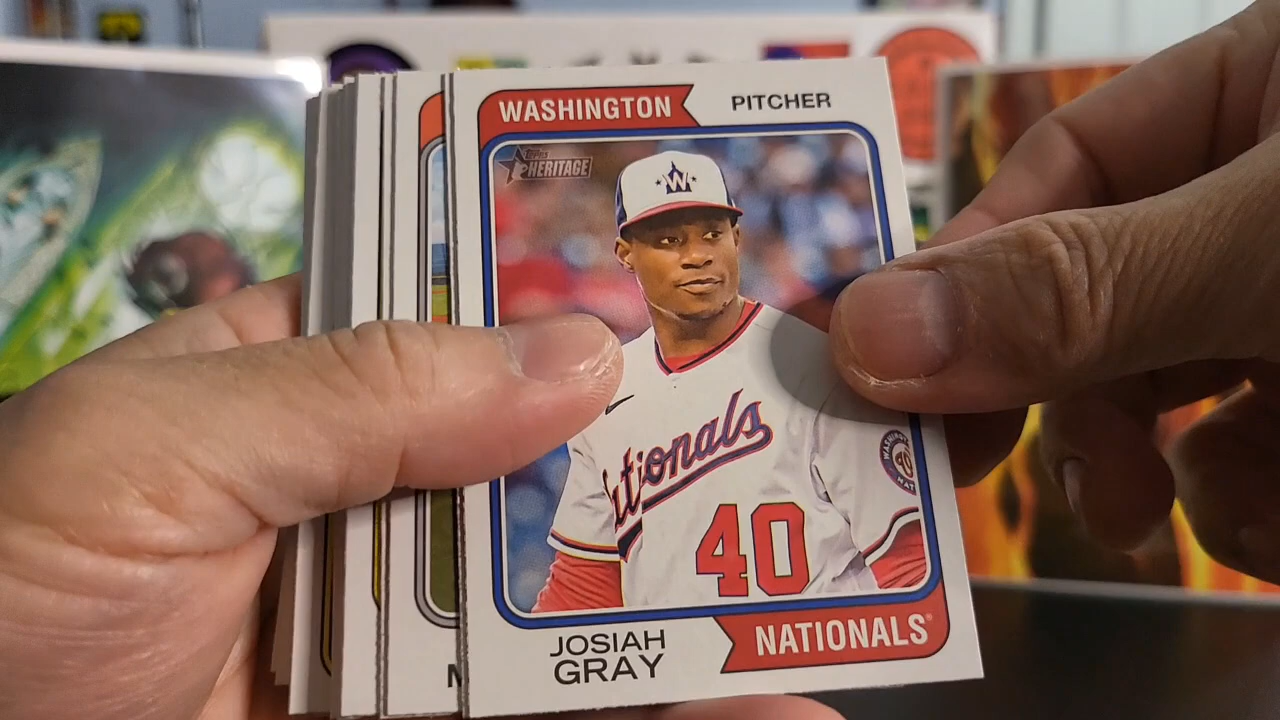 WASHINGTON
PITCHER
Topps
HERITAGE
W
Nationals
40
JOSIAH
GRAY
NATIONALS